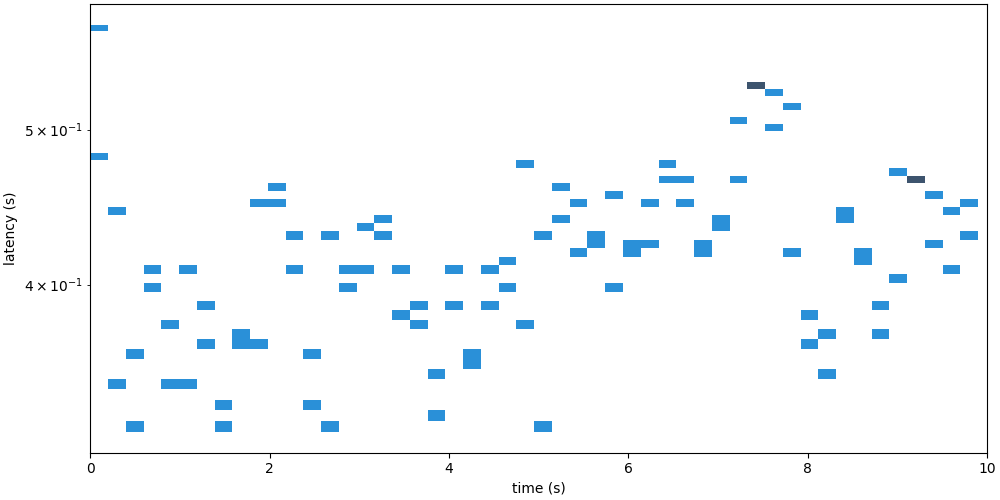 latency (s)
5 × 10⁻¹
4 × 10⁻¹
0 2 4 6 8 10
time (s)